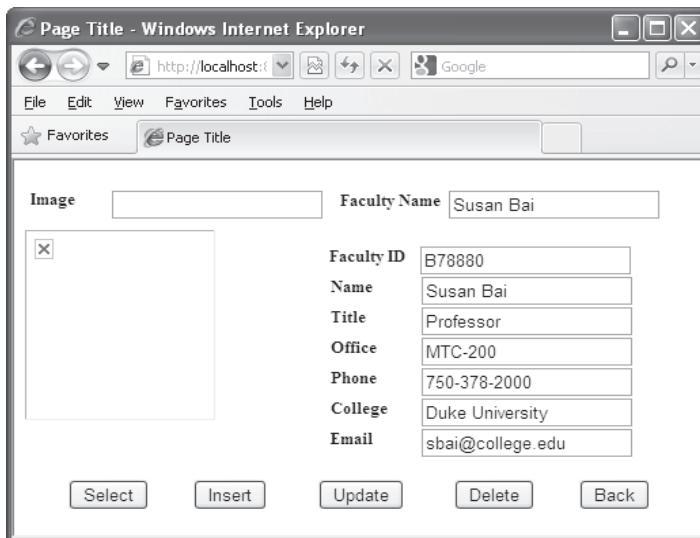 Page Title - Windows Internet Explorer
http://localhost:8
Google
File Edit View Favorites Tools Help
Favorites Page Title
Image Faculty Name Susan Bai
Faculty ID B78880
Name Susan Bai
Title Professor
Office MTC-200
Phone 750-378-2000
College Duke University
Email sbai@college.edu
Select Insert Update Delete Back